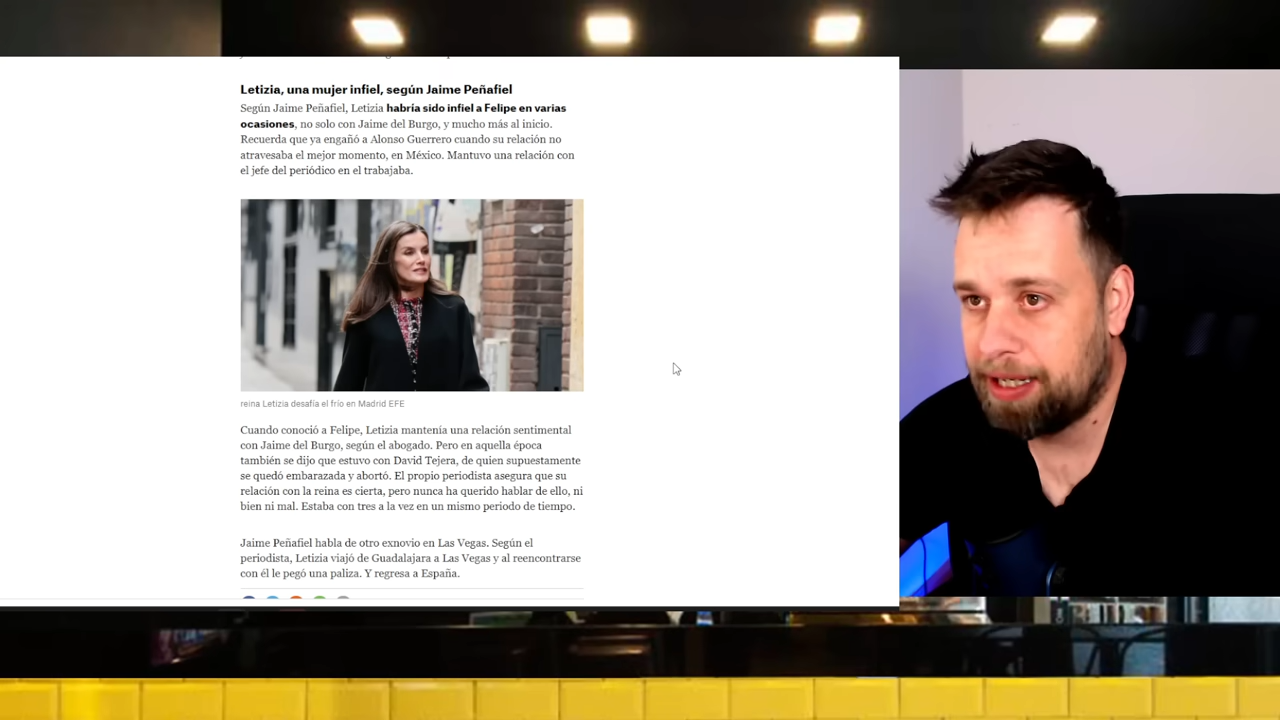 Letizia, una mujer infiel, según Jaime Peñafiel
Según Jaime Peñafiel, Letizia habría sido infiel a Felipe en varias
ocasiones, no solo con Jaime del Burgo, y mucho más al inicio.
Recuerda que ya engañó a Alonso Guerrero cuando su relación no
atravesaba el mejor momento, en México. Mantuvo una relación con
el jefe del periódico en el trabajaba.
reina Letizia desafía el frío en Madrid EFE
Cuando conoció a Felipe, Letizia mantenía una relación sentimental
con Jaime del Burgo, según el abogado. Pero en aquella época
también se dijo que estuvo con David Tejera, de quien supuestamente
se quedó embarazada y abortó. El propio periodista asegura que su
relación con la reina es cierta, pero nunca ha querido hablar de ello, ni
bien ni mal. Estaba con tres a la vez en un mismo periodo de tiempo.
Jaime Peñafiel habla de otro exnovio en Las Vegas. Según el
periodista, Letizia viajó de Guadalajara a Las Vegas y al reencontrarse
con él le pegó una paliza. Y regresa a España.